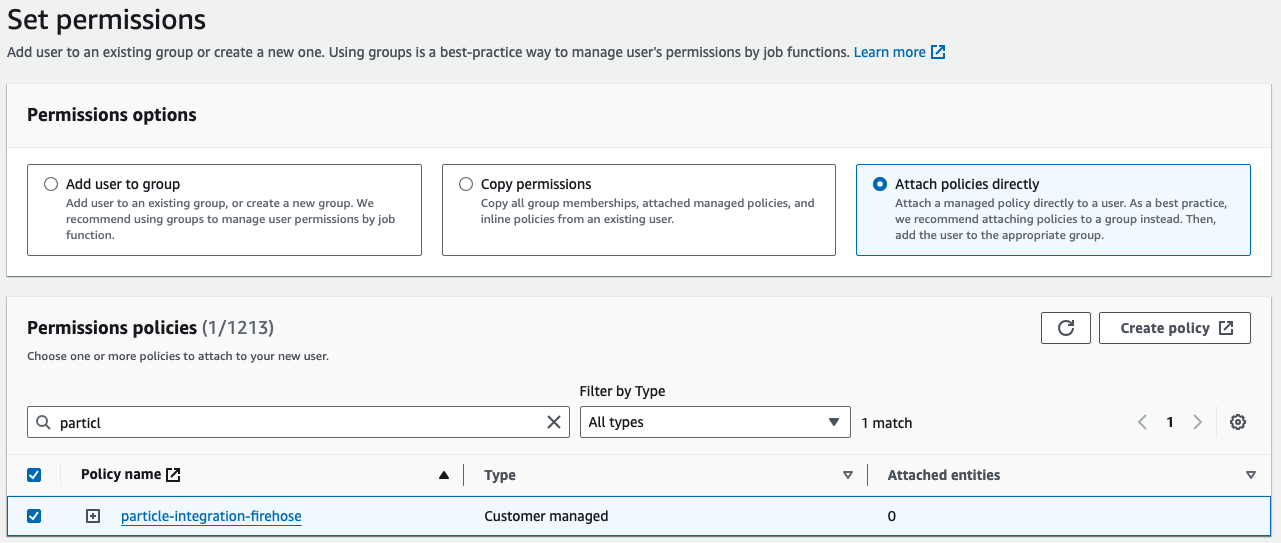 Set permissions
Add user to an existing group or create a new one. Using groups is a best-practice way to manage user's permissions by job functions. Learn more
Permissions options
Add user to group
Add user to an existing group, or create a new group. We
recommend using groups to manage user permissions by job
function.
Copy permissions
Copy all group memberships, attached managed policies, and
inline policies from an existing user.
Attach policies directly
Attach a managed policy directly to a user. As a best practice,
we recommend attaching policies to a group instead. Then,
add the user to the appropriate group.
Permissions policies (1/1213)
Create policy
Choose one or more policies to attach to your new user.
Filter by Type
particl
All types
1 match
1
Policy name
Type
Attached entities
particle-integration-firehose
Customer managed
0